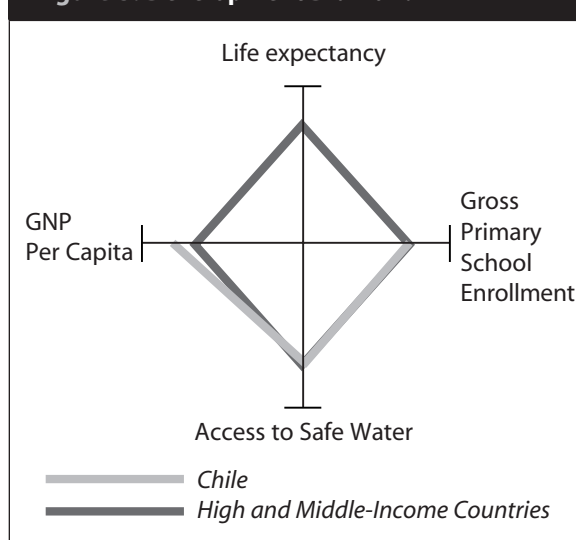 Life expectancy
GNP
Per Capita
Gross
Primary
School
Enrollment
Access to Safe Water
Chile
High and Middle-Income Countries